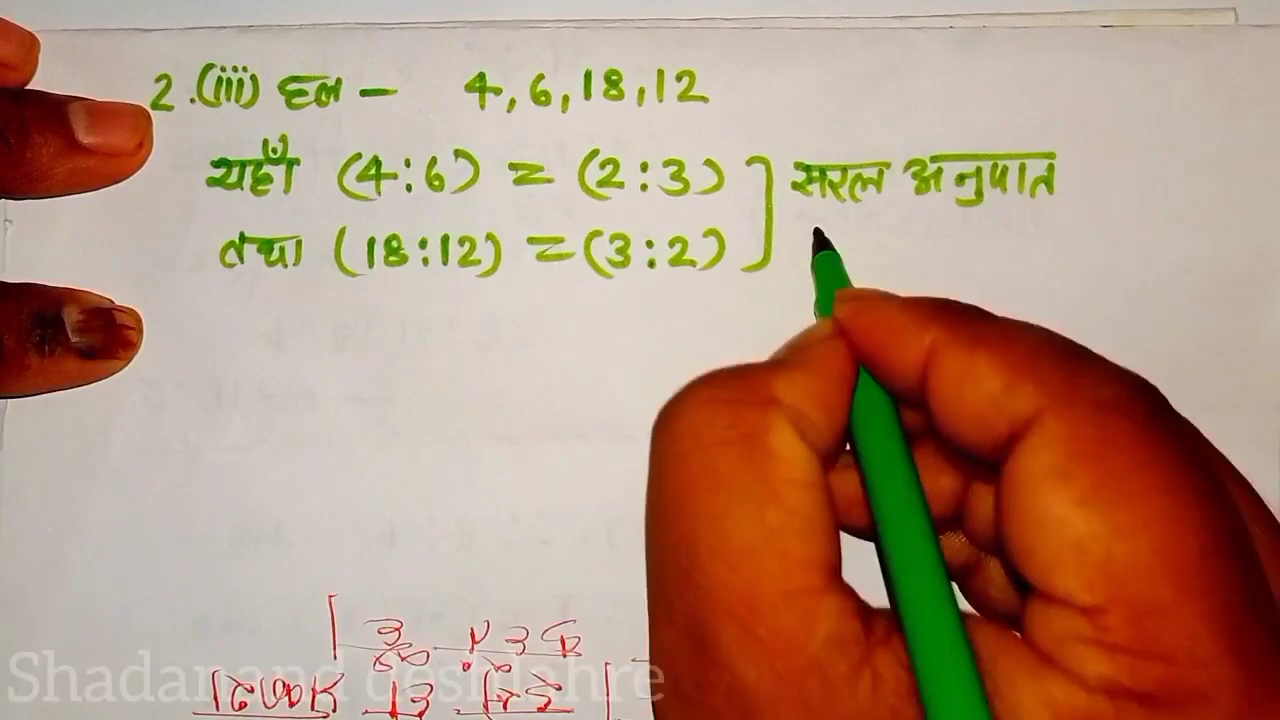 2.(iii) हल – 4, 6, 18, 12
यहाँ (4:6) = (2:3) ] सरल अनुपात
तथा (18:12) = (3:2)
Shadanand deshlahre